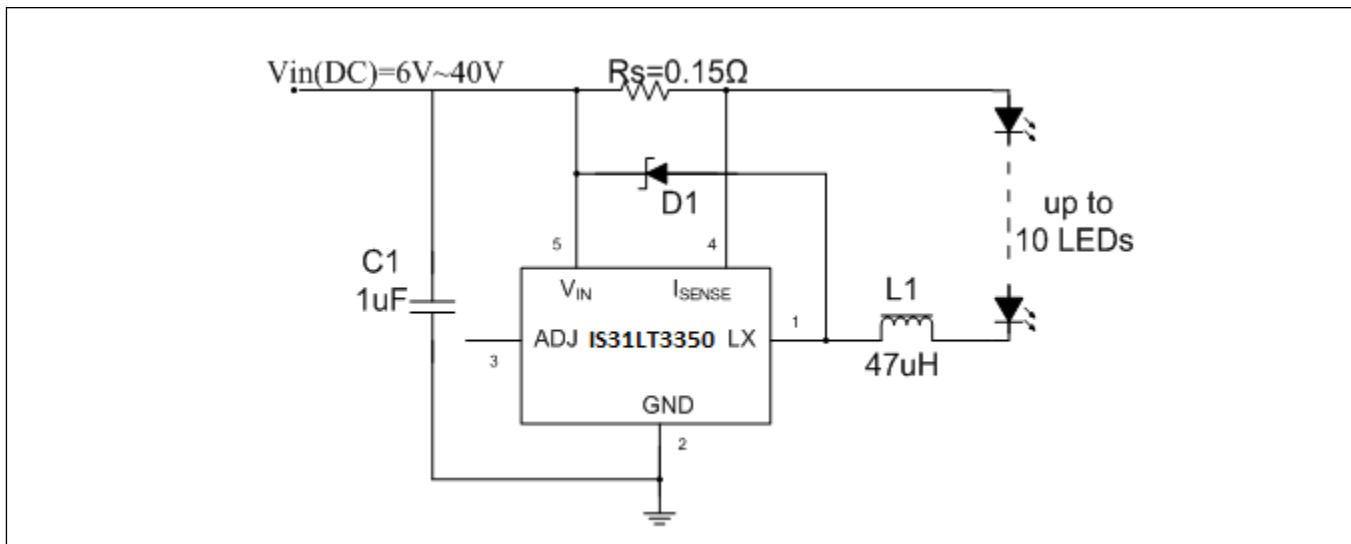 Vin(DC)=6V~40V
Rs=0.15Ω
D1
up to
10 LEDs
5
4
C1
1uF
VIN
ISENSE
L1
47uH
3
ADJ
IS31LT3350
LX
1
GND
2